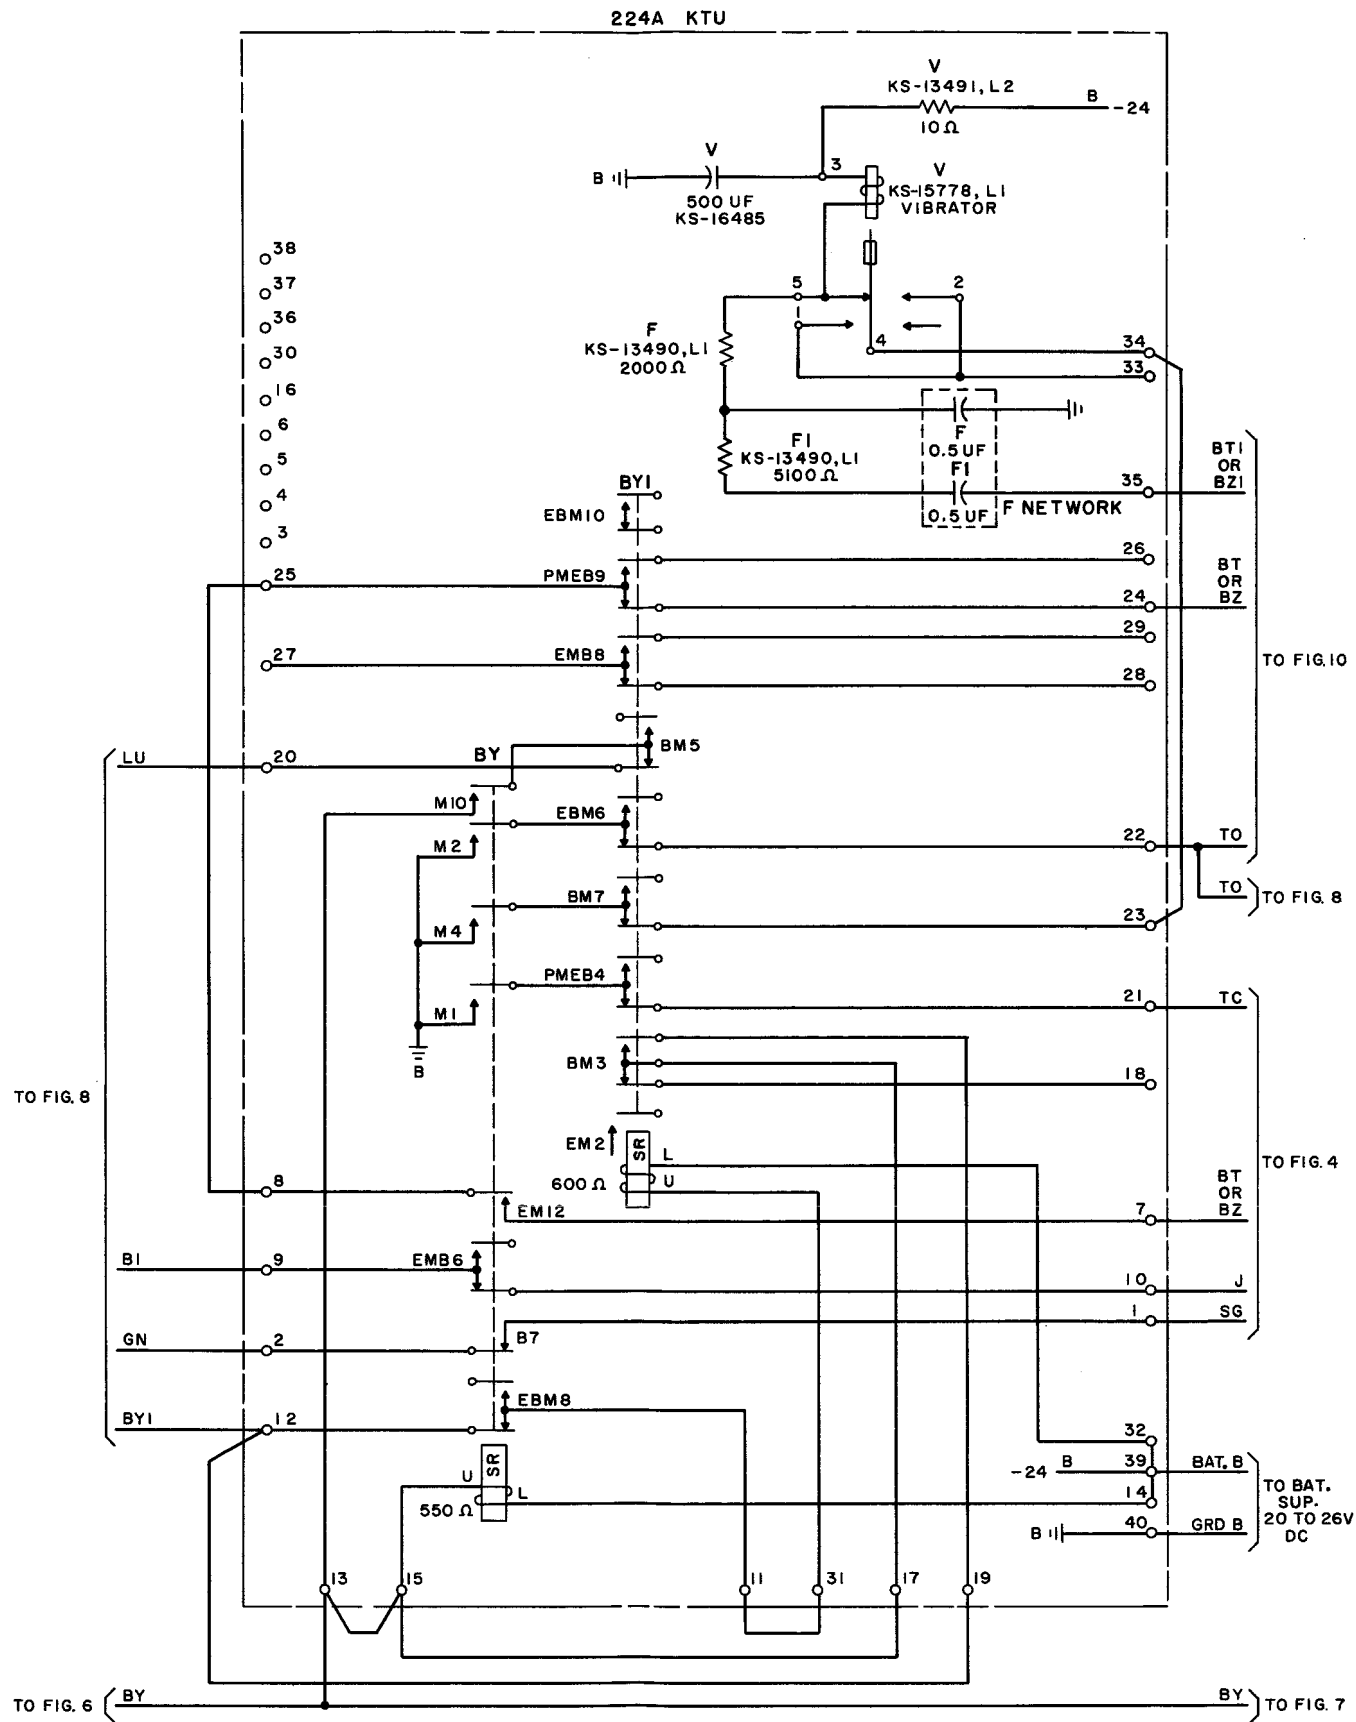 224A KTU
V
KS-13491, L2
10Ω
B
-24
V
B
500 UF
KS-16485
3
V
KS-15778, L1
VIBRATOR
38
37
36
30
16
6
5
4
3
25
27
20
5
2
4
F
KS-13490, L1
2000Ω
34
33
F
0.5 UF
F1
KS-13490, L1
5100Ω
F1
0.5 UF
F NETWORK
35
BT1
OR
BZ1
BY1
EBM10
26
PMEB9
24
BT
OR
BZ
29
EMB8
28
TO FIG. 10
LU
BY
BM5
M10
EBM6
M2
22
TO
TO
TO FIG. 8
BM7
M4
23
PMEB4
M1
21
TC
B
BM3
18
TO FIG. 8
EM2
SR
L
U
600 Ω
TO FIG. 4
8
EM12
7
BT
OR
BZ
B1
9
EMB6
10
J
GN
2
B7
1
SG
BY1
12
EBM8
32
-24
B
39
BAT. B
U
SR
L
550 Ω
14
B
40
GRD B
TO BAT.
SUP.
20 TO 26V
DC
13
15
11
31
17
19
TO FIG. 6
BY
BY
TO FIG. 7